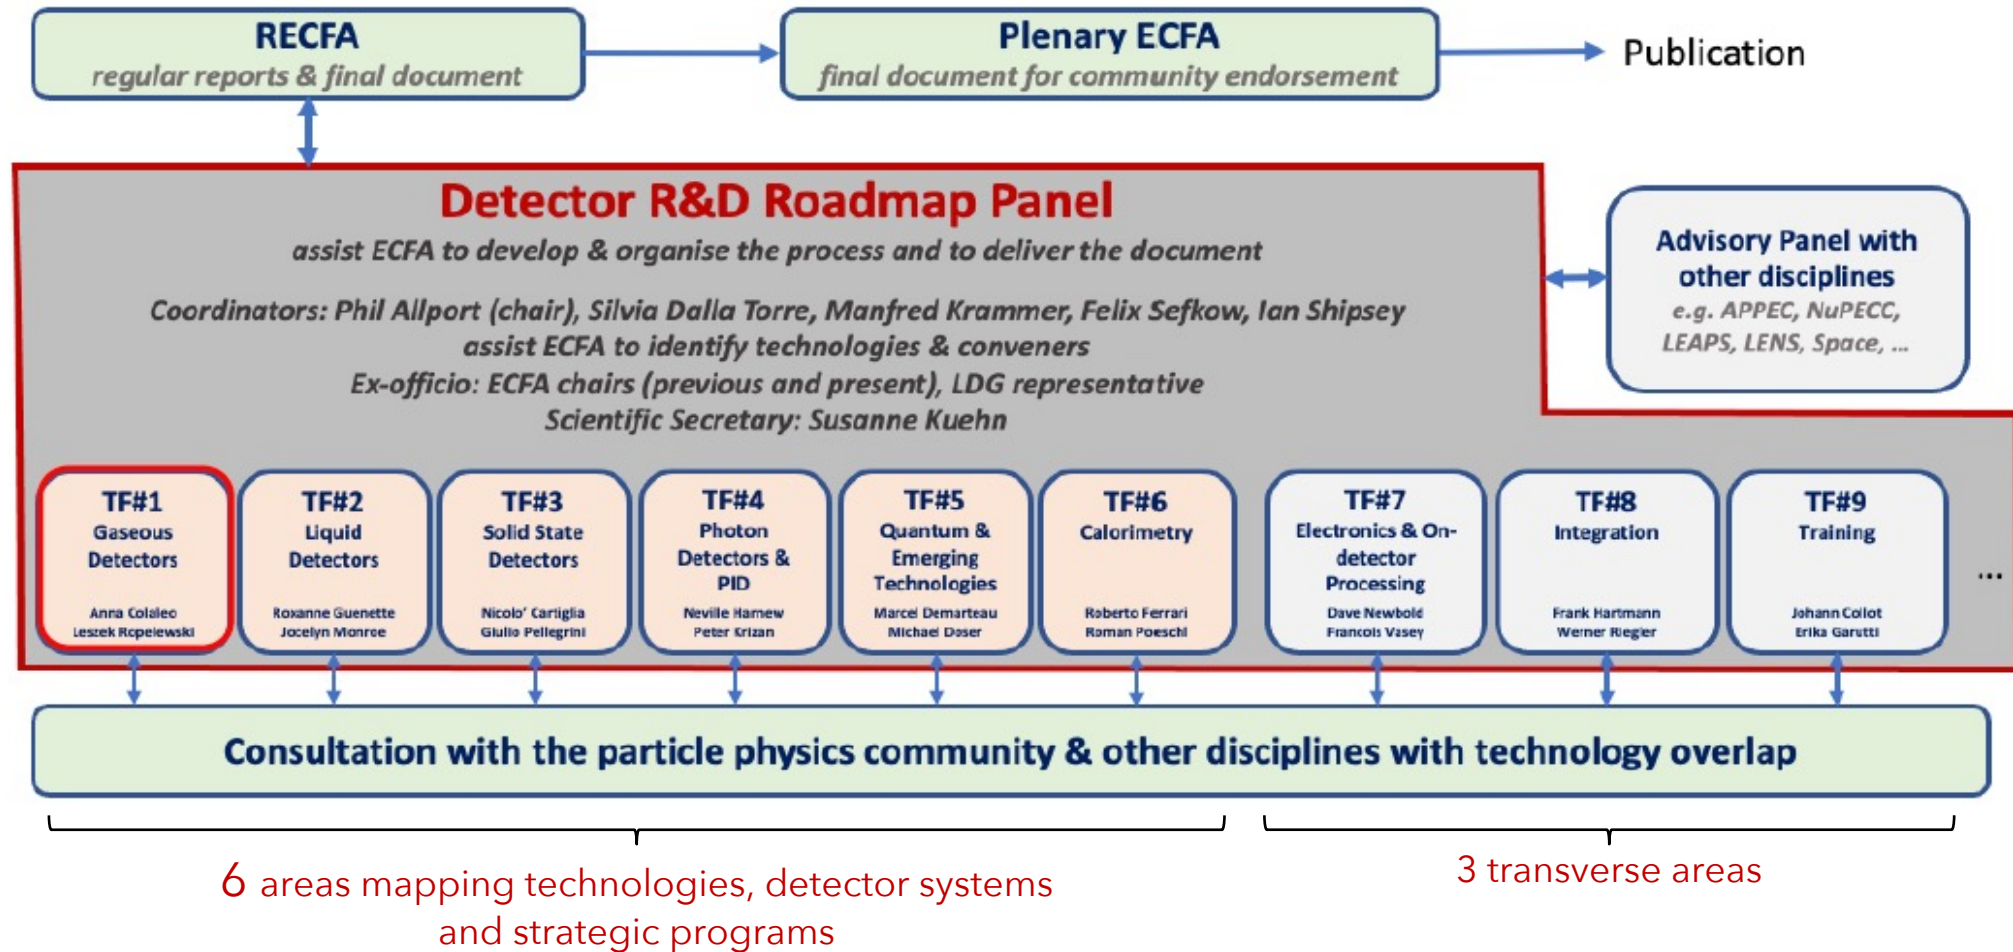 RECFA
regular reports & final document
Plenary ECFA
final document for community endorsement
Publication
Detector R&D Roadmap Panel
assist ECFA to develop & organise the process and to deliver the document
Coordinators: Phil Allport (chair), Silvia Dalla Torre, Manfred Krammer, Felix Sefkow, Ian Shipsey
assist ECFA to identify technologies & conveners
Ex-officio: ECFA chairs (previous and present), LDG representative
Scientific Secretary: Susanne Kuehn
Advisory Panel with
other disciplines
e.g. APPEC, NuPECC,
LEAPS, LENS, Space, ...
TF#1
Gaseous
Detectors
Anna Colaleo
Leszek Ropelewski
TF#2
Liquid
Detectors
Roxanne Guenette
Jocelyn Monroe
TF#3
Solid State
Detectors
Nicolo' Cartiglia
Giulio Pellegrini
TF#4
Photon
Detectors &
PID
Neville Harnew
Peter Krizan
TF#5
Quantum &
Emerging
Technologies
Marcel Demarteau
Michael Doser
TF#6
Calorimetry
Roberto Ferrari
Roman Poeschl
TF#7
Electronics & On-
detector
Processing
Dave Newbold
Francois Vasey
TF#8
Integration
Frank Hartmann
Werner Riegler
TF#9
Training
Johann Collot
Erika Garutti
...
Consultation with the particle physics community & other disciplines with technology overlap
6 areas mapping technologies, detector systems
and strategic programs
3 transverse areas